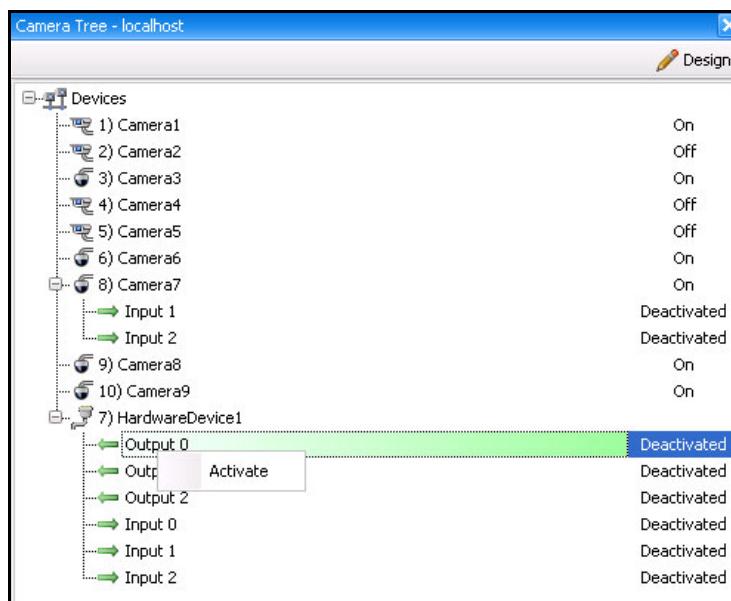 Camera Tree - localhost
Design
Devices
1) Camera1 On
2) Camera2 Off
3) Camera3 On
4) Camera4 Off
5) Camera5 Off
6) Camera6 On
8) Camera7 On
Input 1 Deactivated
Input 2 Deactivated
9) Camera8 On
10) Camera9 On
7) HardwareDevice1
Output 0 Deactivated
Activate Deactivated
Output 2 Deactivated
Input 0 Deactivated
Input 1 Deactivated
Input 2 Deactivated